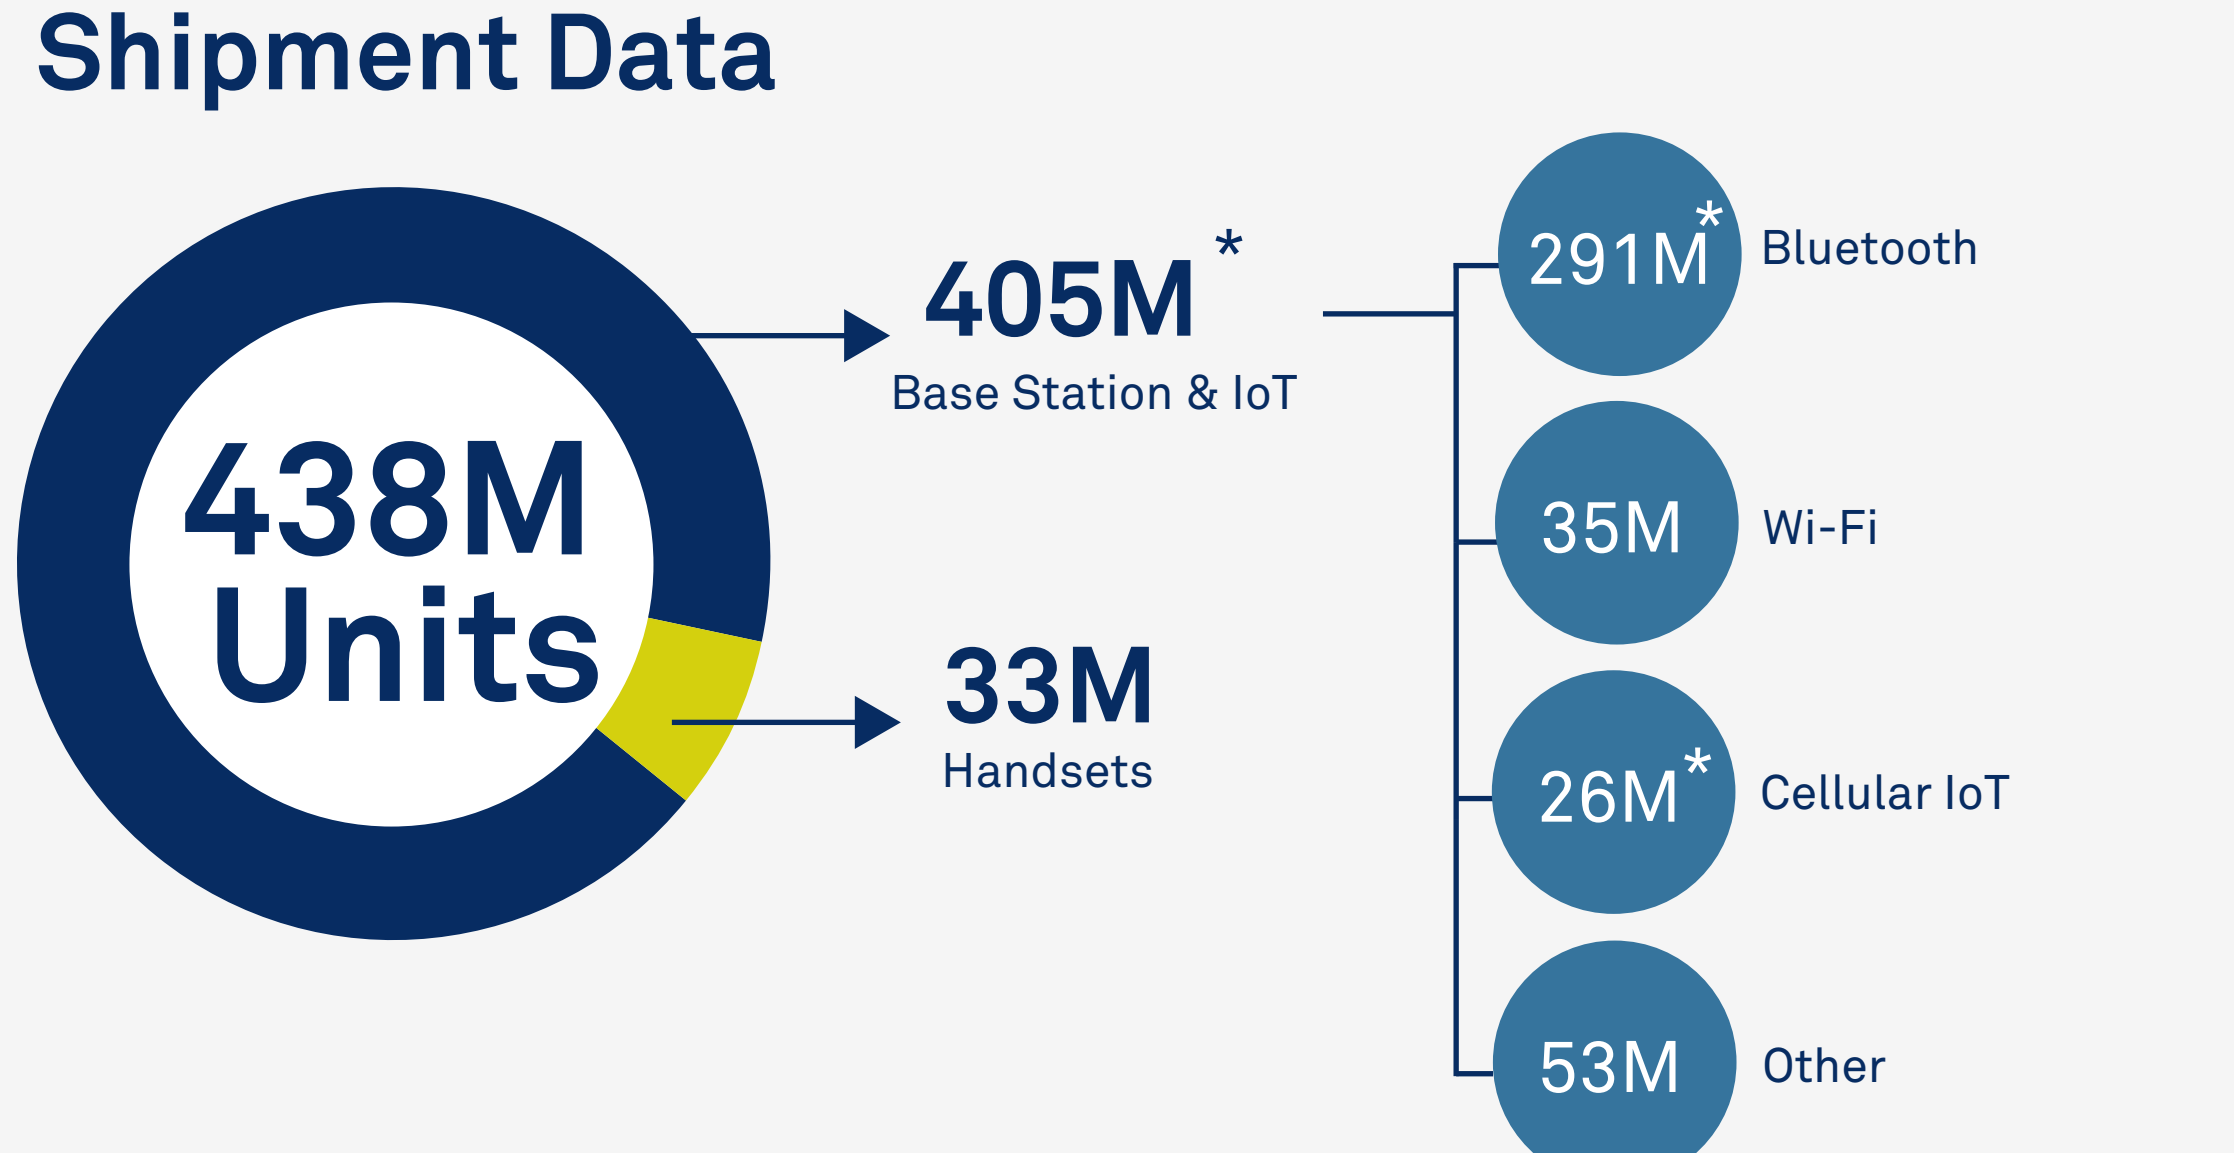 Shipment Data
438M
Units
405M *
Base Station & IoT
33M
Handsets
291M* Bluetooth
35M Wi-Fi
26M* Cellular IoT
53M Other